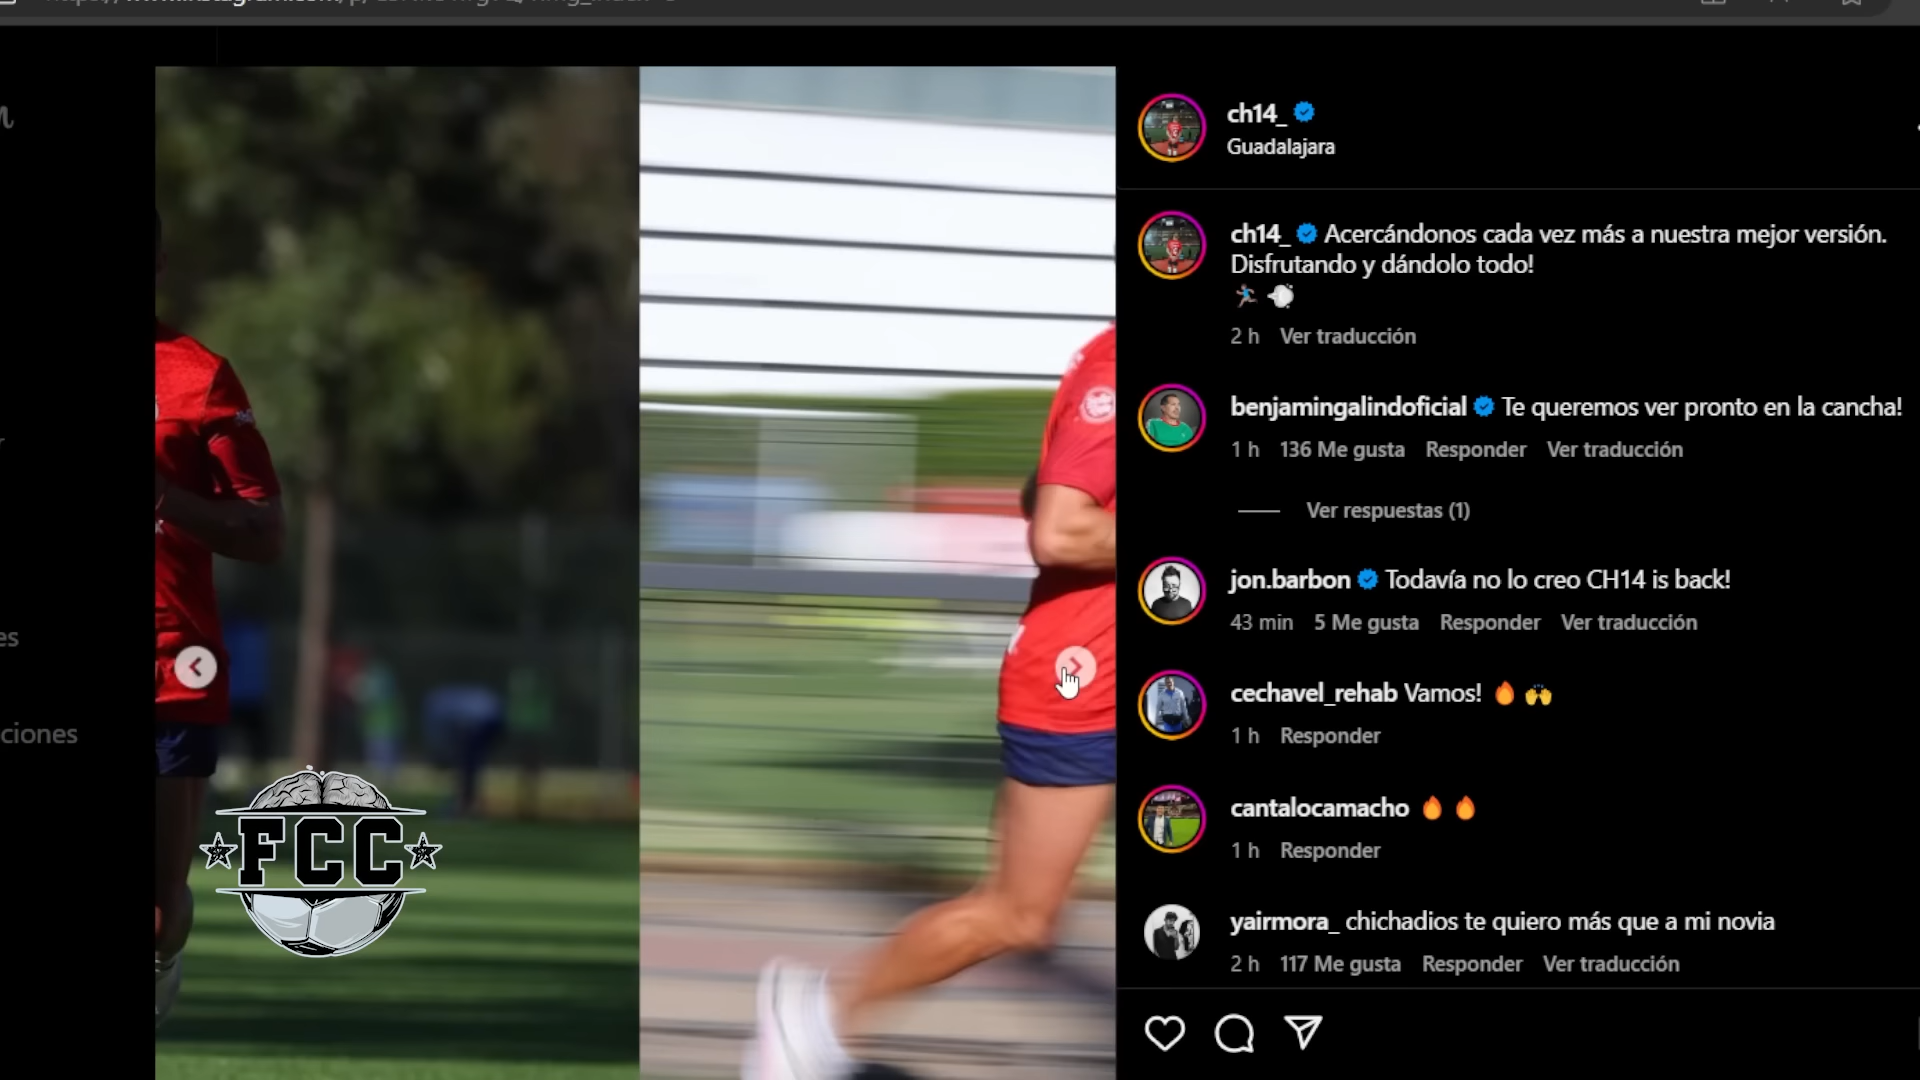 ch14_
Guadalajara
ch14_ Acercándonos cada vez más a nuestra mejor versión.
Disfrutando y dándolo todo!
2 h Ver traducción
benjamingalindoficial Te queremos ver pronto en la cancha!
1 h 136 Me gusta Responder Ver traducción
Ver respuestas (1)
jon.barbon Todavía no lo creo CH14 is back!
43 min 5 Me gusta Responder Ver traducción
cechavel_rehab Vamos!
1 h Responder
es
ciones
cantalocamacho
1 h Responder
FCC
yairmora_ chichadios te quiero más que a mi novia
2 h 117 Me gusta Responder Ver traducción